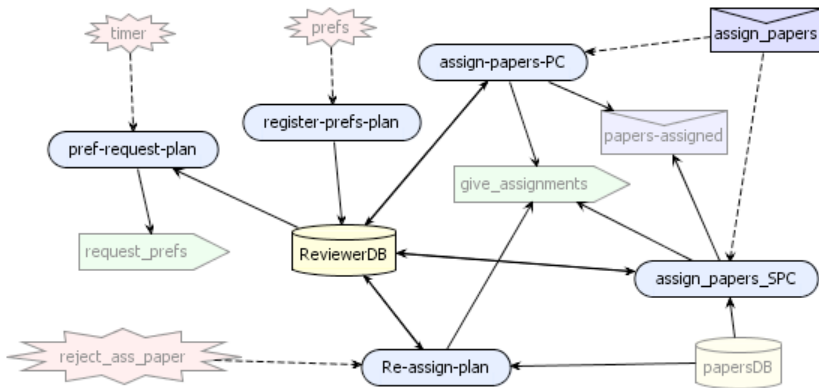 timer
prefs
assign_papers
assign-papers-PC
register-prefs-plan
papers-assigned
pref-request-plan
give_assignments
request_prefs
ReviewerDB
assign_papers_SPC
reject_ass_paper
Re-assign-plan
papersDB